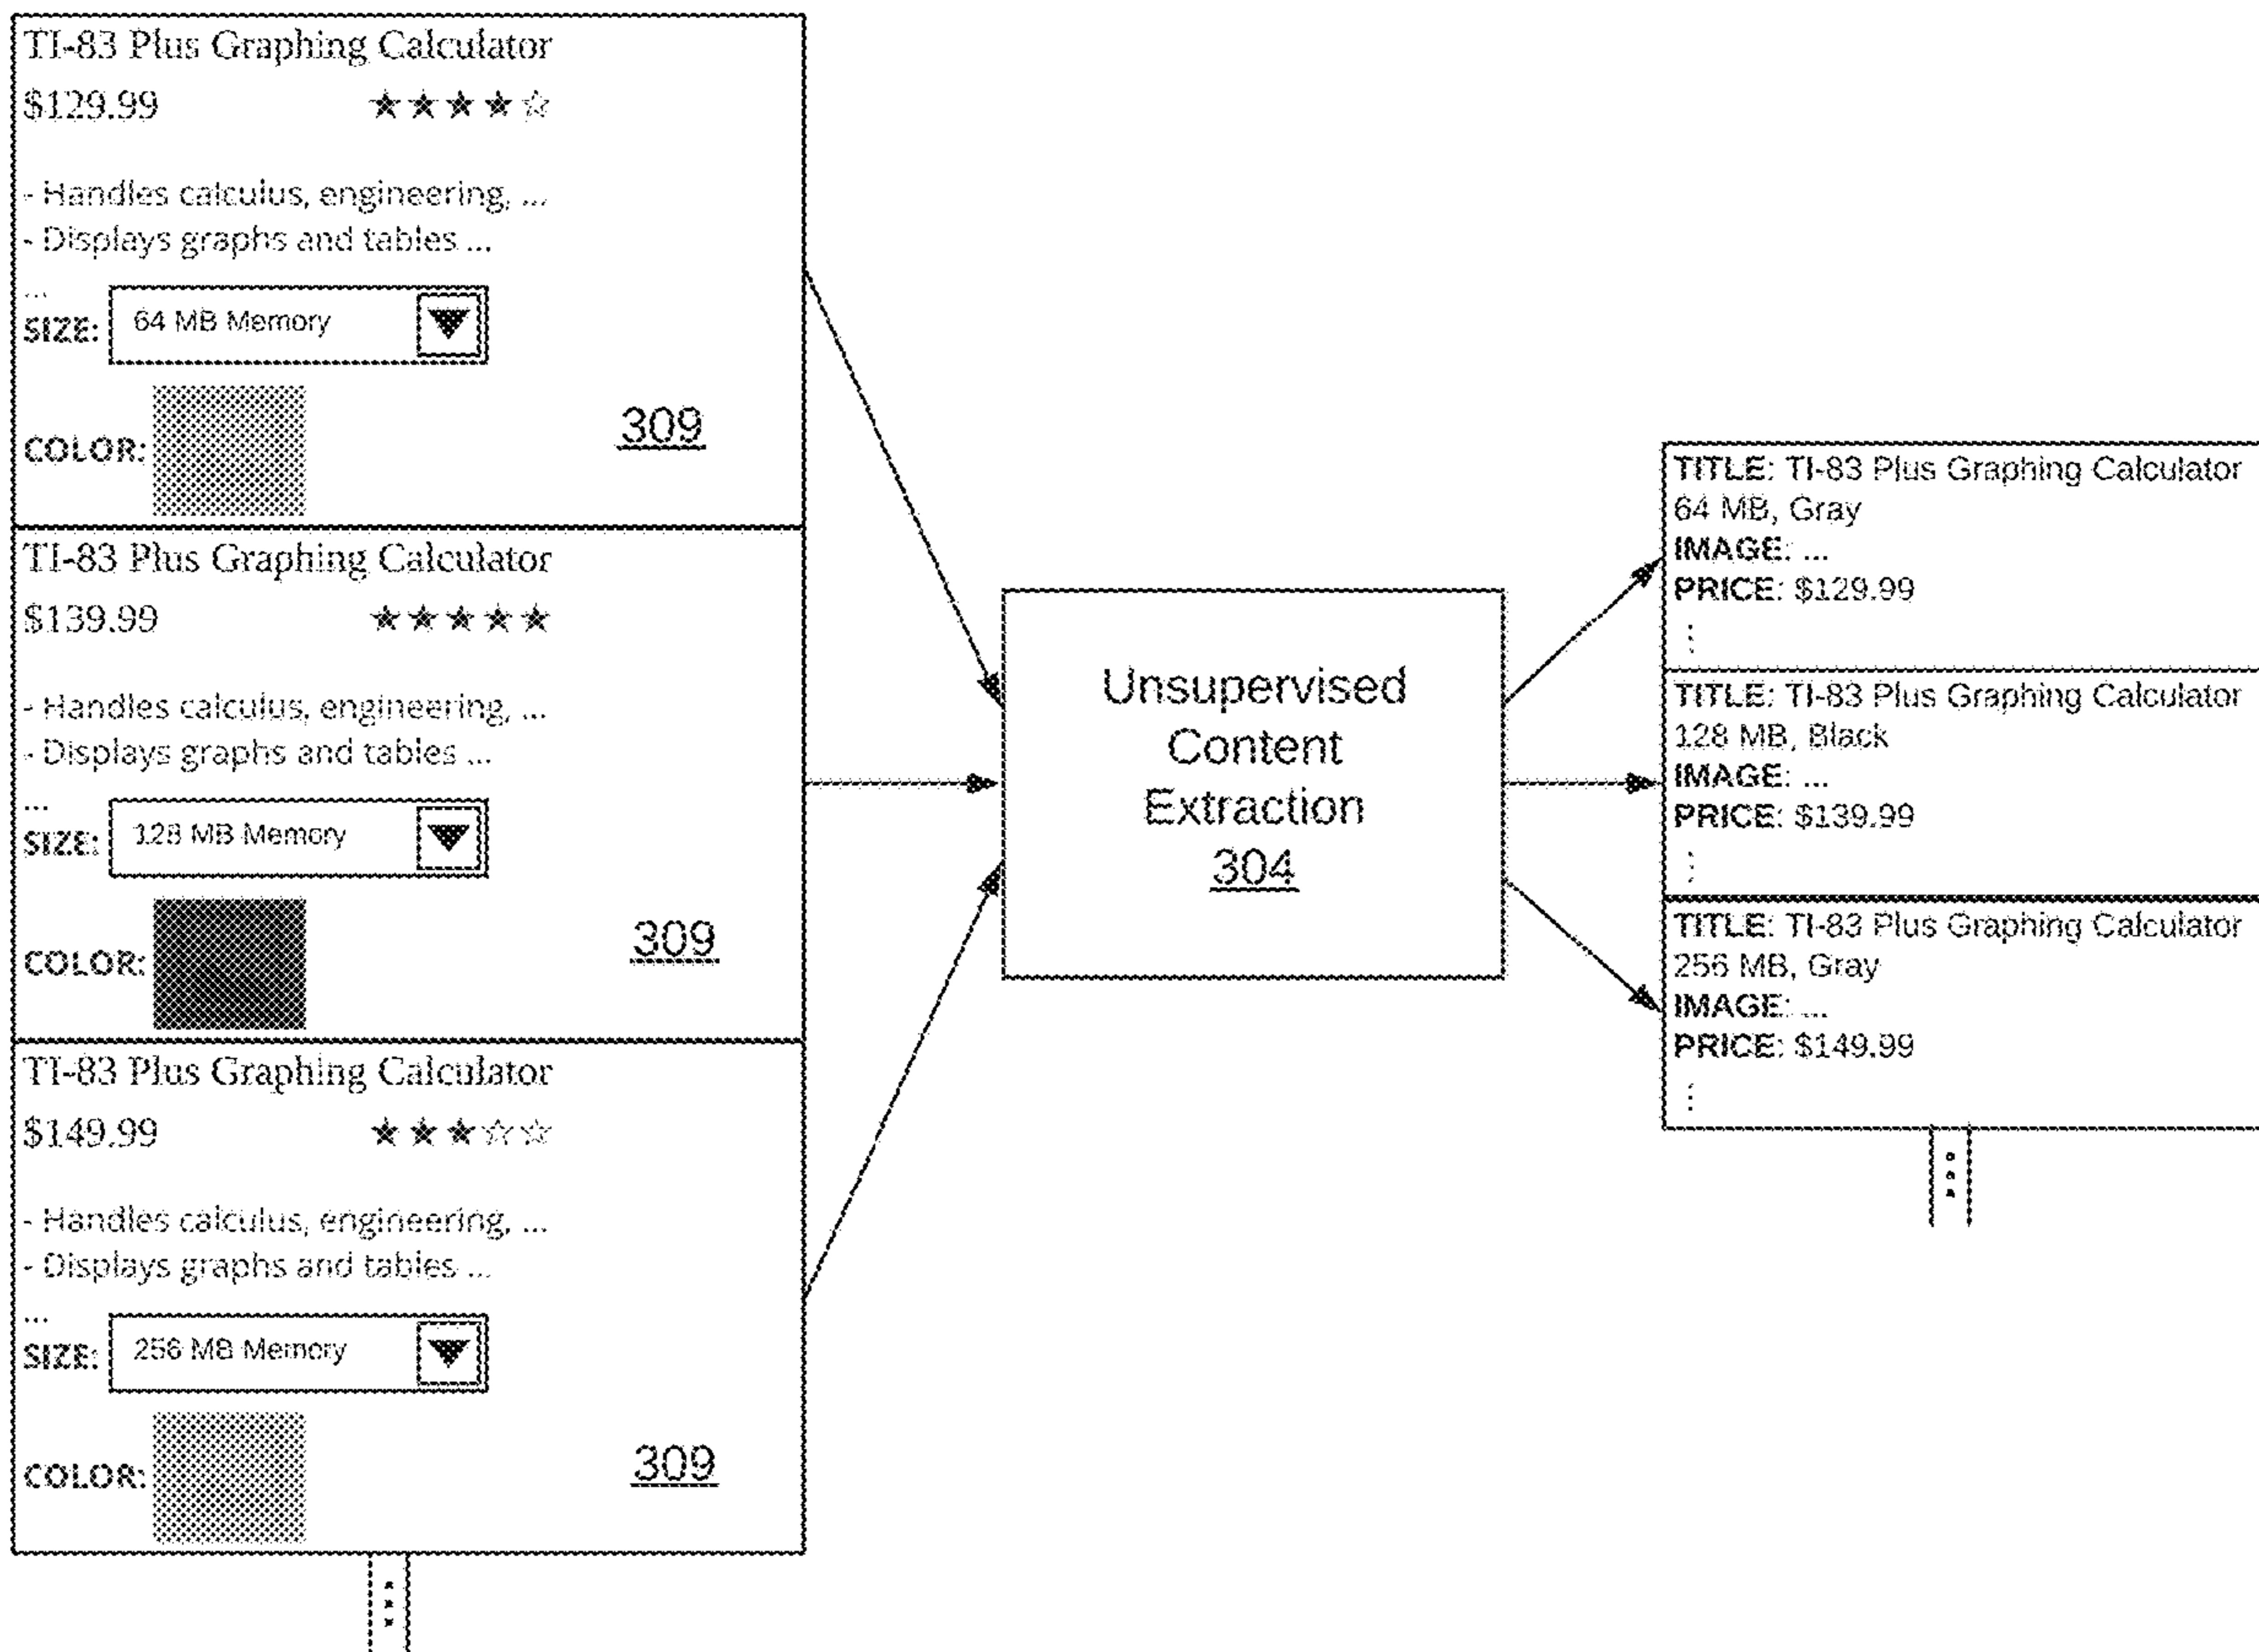 TI-83 Plus Graphing Calculator
$129.99 ★★★★☆
- Handles calculus, engineering, ...
- Displays graphs and tables ...
...
SIZE: 64 MB Memory
COLOR:
309
TI-83 Plus Graphing Calculator
$139.99 ★★★★★
- Handles calculus, engineering, ...
- Displays graphs and tables ...
...
SIZE: 128 MB Memory
COLOR:
309
TI-83 Plus Graphing Calculator
$149.99 ★★★☆☆
- Handles calculus, engineering, ...
- Displays graphs and tables ...
...
SIZE: 256 MB Memory
COLOR:
309
Unsupervised
Content
Extraction
304
TITLE: TI-83 Plus Graphing Calculator
64 MB, Gray
IMAGE: ...
PRICE: $129.99
⋮
TITLE: TI-83 Plus Graphing Calculator
128 MB, Black
IMAGE: ...
PRICE: $139.99
⋮
TITLE: TI-83 Plus Graphing Calculator
256 MB, Gray
IMAGE: ...
PRICE: $149.99
⋮